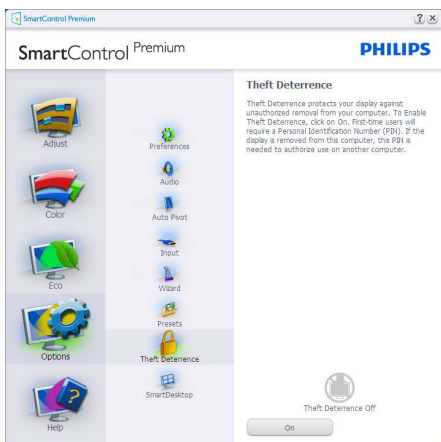 SmartControl Premium
SmartControl Premium
PHILIPS
Adjust
Color
Eco
Options
Help
Preferences
Audio
Auto Pivot
Input
Wizard
Presets
Theft Deterrence
SmartDesktop
Theft Deterrence
Theft Deterrence protects your display against
unauthorized removal from your computer. To Enable
Theft Deterrence, click on On. First-time users will
require a Personal Identification Number (PIN). If the
display is removed from this computer, this PIN is
needed to authorize use on another computer.
Theft Deterrence Off
On